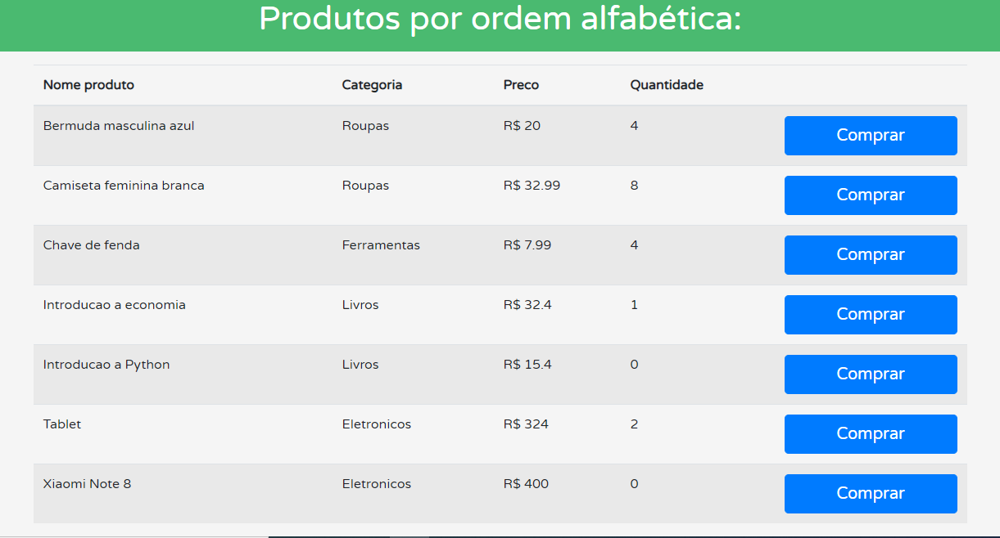 Produtos por ordem alfabética:
Nome produto Categoria Preco Quantidade
Bermuda masculina azul Roupas R$ 20 4 Comprar
Camiseta feminina branca Roupas R$ 32.99 8 Comprar
Chave de fenda Ferramentas R$ 7.99 4 Comprar
Introducao a economia Livros R$ 32.4 1 Comprar
Introducao a Python Livros R$ 15.4 0 Comprar
Tablet Eletronicos R$ 324 2 Comprar
Xiaomi Note 8 Eletronicos R$ 400 0 Comprar